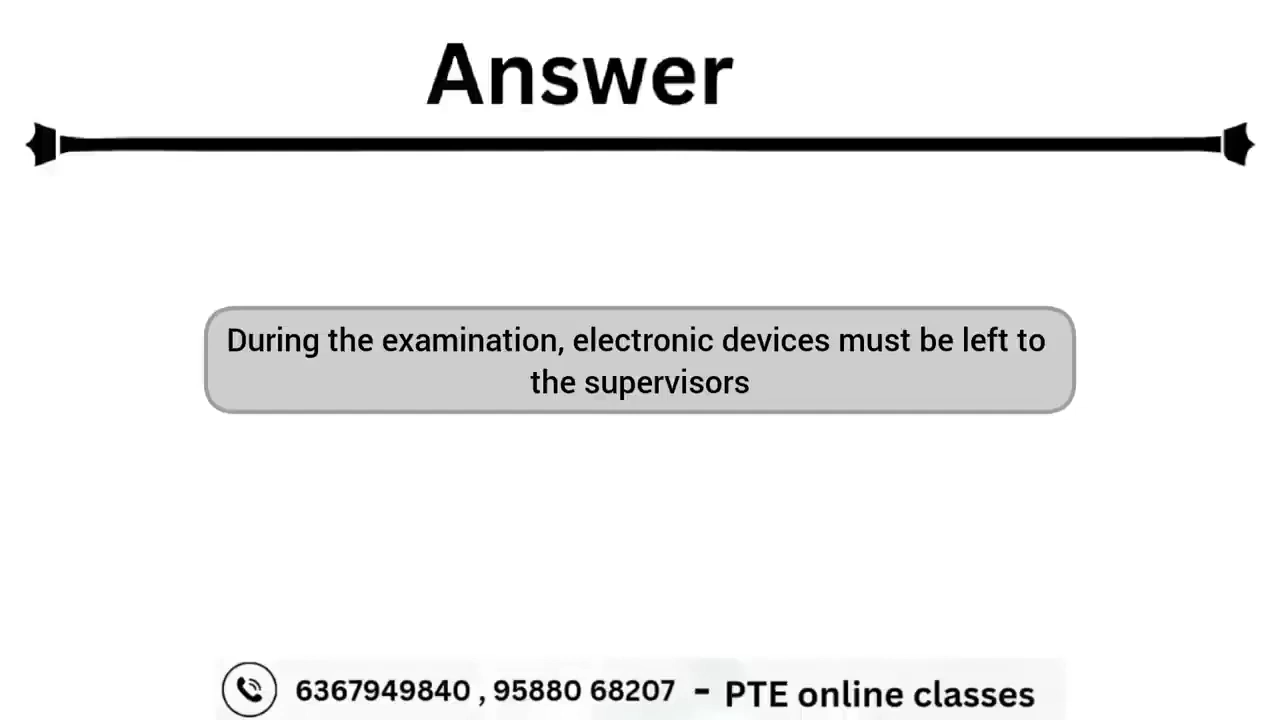 Answer
During the examination, electronic devices must be left to
the supervisors
6367949840 , 95880 68207 - PTE online classes